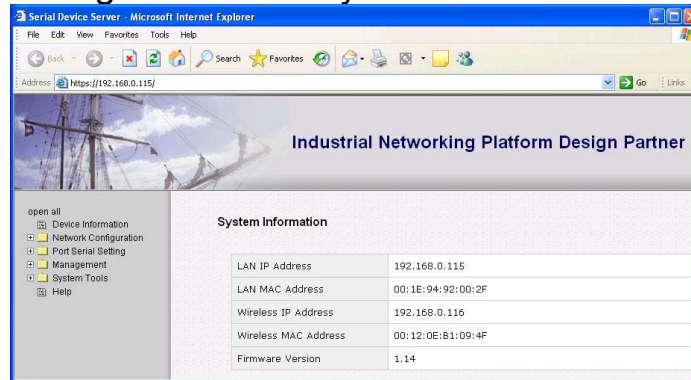 Serial Device Server - Microsoft Internet Explorer
File Edit View Favorites Tools Help
Back Search Favorites
Address https://192.168.0.115/ Go Links
Industrial Networking Platform Design Partner
open all
Device Information
Network Configuration
Port Serial Setting
Management
System Tools
Help
System Information
LAN IP Address 192.168.0.115
LAN MAC Address 00:1E:94:92:00:2F
Wireless IP Address 192.168.0.116
Wireless MAC Address 00:12:0E:B1:09:4F
Firmware Version 1.14